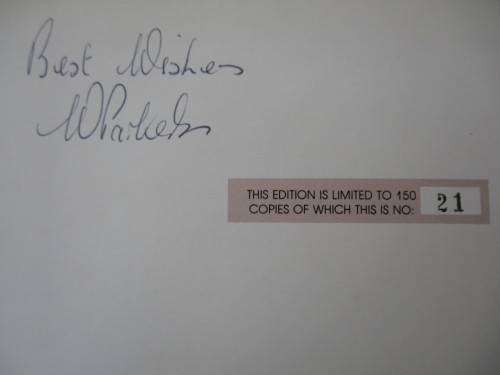 Best Wishes
THIS EDITION IS LIMITED TO 150
COPIES OF WHICH THIS IS NO: 21